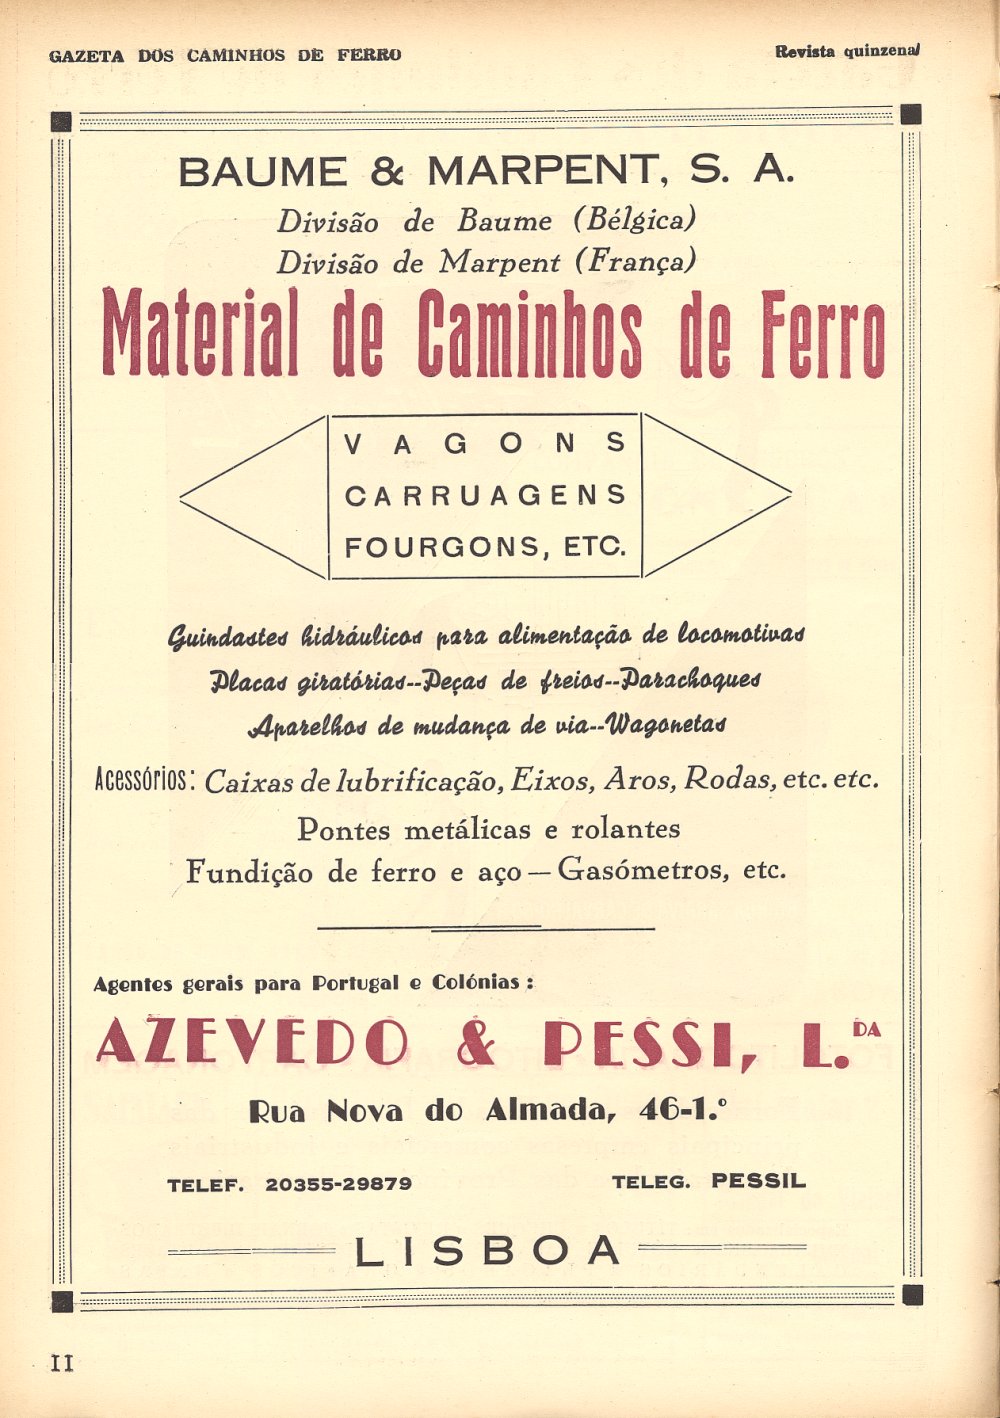 GAZETA DOS CAMINHOS DE FERRO
Revista quinzenal
BAUME & MARPENT, S. A.
Divisão de Baume (Bélgica)
Divisão de Marpent (França)
Material de Caminhos de Ferro
VAGONS
CARRUAGENS
FOURGONS, ETC.
Guindastes hidráulicos para alimentação de locomotivas
Placas giratórias--Peças de freios--Parachoques
Aparelhos de mudança de via--Wagonetas
Acessórios: Caixas de lubrificação, Eixos, Aros, Rodas, etc. etc.
Pontes metálicas e rolantes
Fundição de ferro e aço — Gasómetros, etc.
Agentes gerais para Portugal e Colónias:
AZEVEDO & PESSI, L.DA
Rua Nova do Almada, 46-1.º
TELEF. 20355-29879
TELEG. PESSIL
LISBOA
II